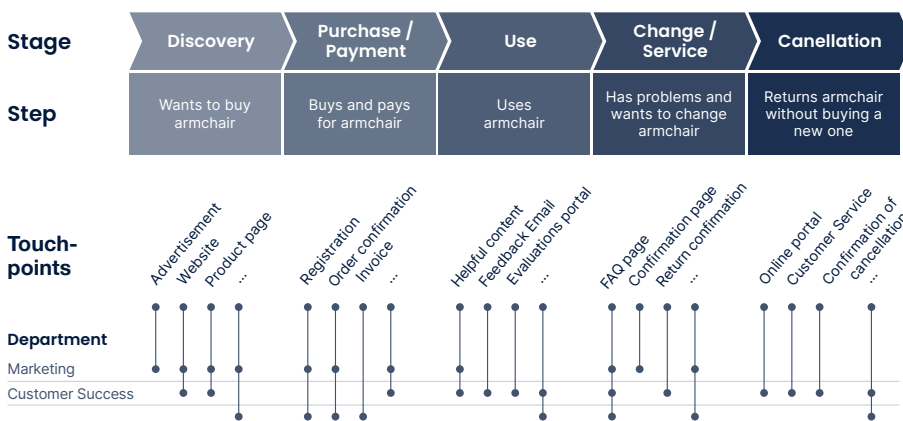 Stage
Discovery
Purchase /
Payment
Use
Change /
Service
Canellation
Step
Wants to buy
armchair
Buys and pays
for armchair
Uses
armchair
Has problems and
wants to change
armchair
Returns armchair
without buying a
new one
Touch-
points
Advertisement
Website
Product page
...
Registration
Order confirmation
Invoice
...
Helpful content
Feedback Email
Evaluations portal
...
FAQ page
Confirmation page
Return confirmation
...
Online portal
Customer Service
Confirmation of
cancellation
...
Department
Marketing
Customer Success